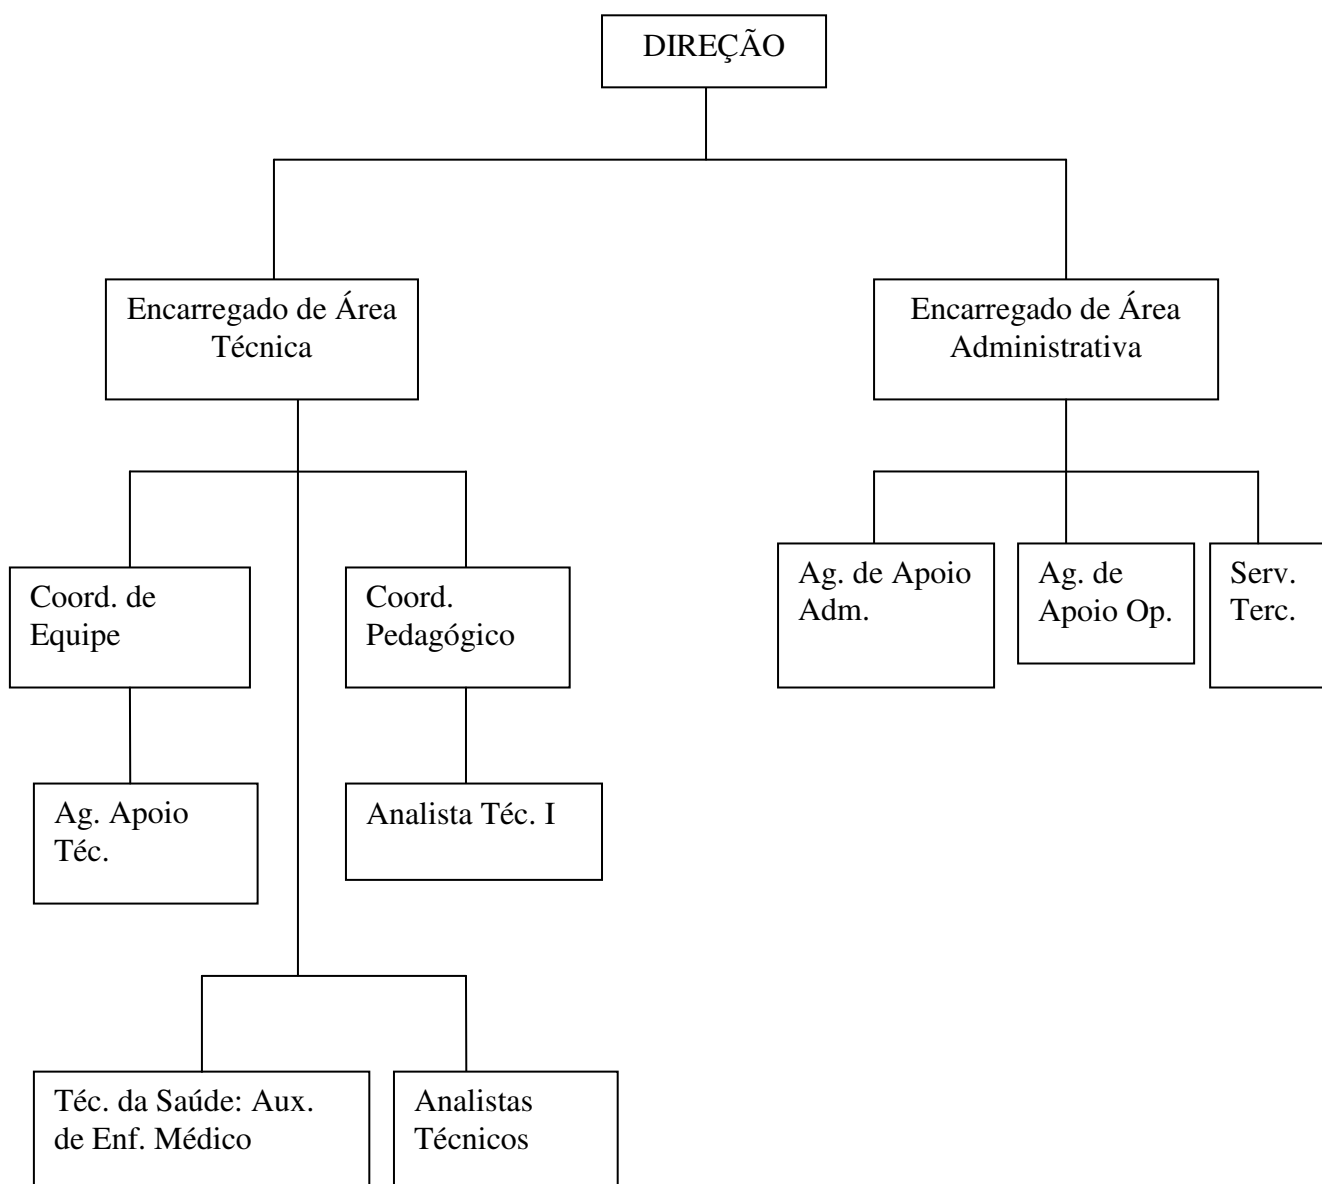 DIREÇÃO
Encarregado de Área
Técnica
Encarregado de Área
Administrativa
Coord. de
Equipe
Coord.
Pedagógico
Ag. de Apoio
Adm.
Ag. de
Apoio Op.
Serv.
Terc.
Ag. Apoio
Téc.
Analista Téc. I
Téc. da Saúde: Aux.
de Enf. Médico
Analistas
Técnicos